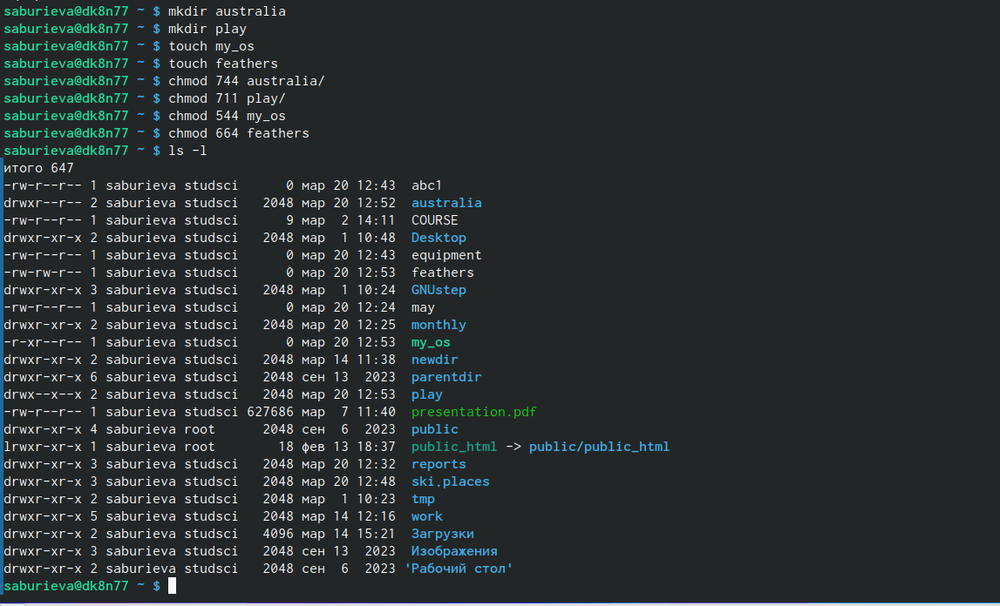 saburieva@dk8n77 ~ $ mkdir australia
saburieva@dk8n77 ~ $ mkdir play
saburieva@dk8n77 ~ $ touch my_os
saburieva@dk8n77 ~ $ touch feathers
saburieva@dk8n77 ~ $ chmod 744 australia/
saburieva@dk8n77 ~ $ chmod 711 play/
saburieva@dk8n77 ~ $ chmod 544 my_os
saburieva@dk8n77 ~ $ chmod 664 feathers
saburieva@dk8n77 ~ $ ls -l
итого 647
-rw-r--r-- 1 saburieva studsci      0 мар 20 12:43  abc1
drwxr--r-- 2 saburieva studsci   2048 мар 20 12:52  australia
-rw-r--r-- 1 saburieva studsci      9 мар  2 14:11  COURSE
drwxr-xr-x 2 saburieva studsci   2048 мар  1 10:48  Desktop
-rw-r--r-- 1 saburieva studsci      0 мар 20 12:43  equipment
-rw-rw-r-- 1 saburieva studsci      0 мар 20 12:53  feathers
drwxr-xr-x 3 saburieva studsci   2048 мар  1 10:24  GNUstep
-rw-r--r-- 1 saburieva studsci      0 мар 20 12:24  may
drwxr-xr-x 2 saburieva studsci   2048 мар 20 12:25  monthly
-r-xr--r-- 1 saburieva studsci      0 мар 20 12:53  my_os
drwxr-xr-x 2 saburieva studsci   2048 мар 14 11:38  newdir
drwxr-xr-x 6 saburieva studsci   2048 сен 13  2023  parentdir
drwx--x--x 2 saburieva studsci   2048 мар 20 12:53  play
-rw-r--r-- 1 saburieva studsci 627686 мар  7 11:40  presentation.pdf
drwxr-xr-x 4 saburieva root      2048 сен  6  2023  public
lrwxr-xr-x 1 saburieva root        18 фев 13 18:37  public_html -> public/public_html
drwxr-xr-x 3 saburieva studsci   2048 мар 20 12:32  reports
drwxr-xr-x 3 saburieva studsci   2048 мар 20 12:48  ski.places
drwxr-xr-x 2 saburieva studsci   2048 мар  1 10:23  tmp
drwxr-xr-x 5 saburieva studsci   2048 мар 14 12:16  work
drwxr-xr-x 2 saburieva studsci   4096 мар 14 15:21  Загрузки
drwxr-xr-x 3 saburieva studsci   2048 сен 13  2023  Изображения
drwxr-xr-x 2 saburieva studsci   2048 сен  6  2023 'Рабочий стол'
saburieva@dk8n77 ~ $